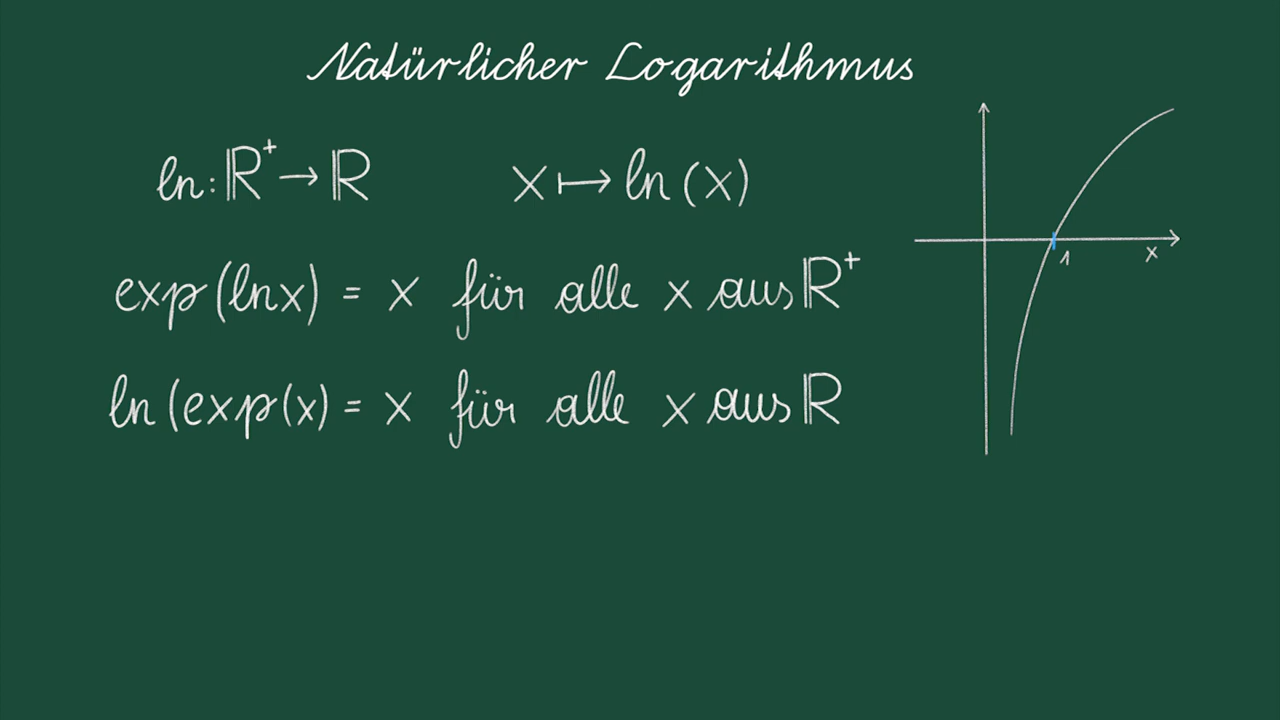 Natürlicher Logarithmus
ln: ℝ⁺ → ℝ x ↦ ln (x)
exp (ln x) = x für alle x aus ℝ⁺
ln (exp (x) = x für alle x aus ℝ
1
x